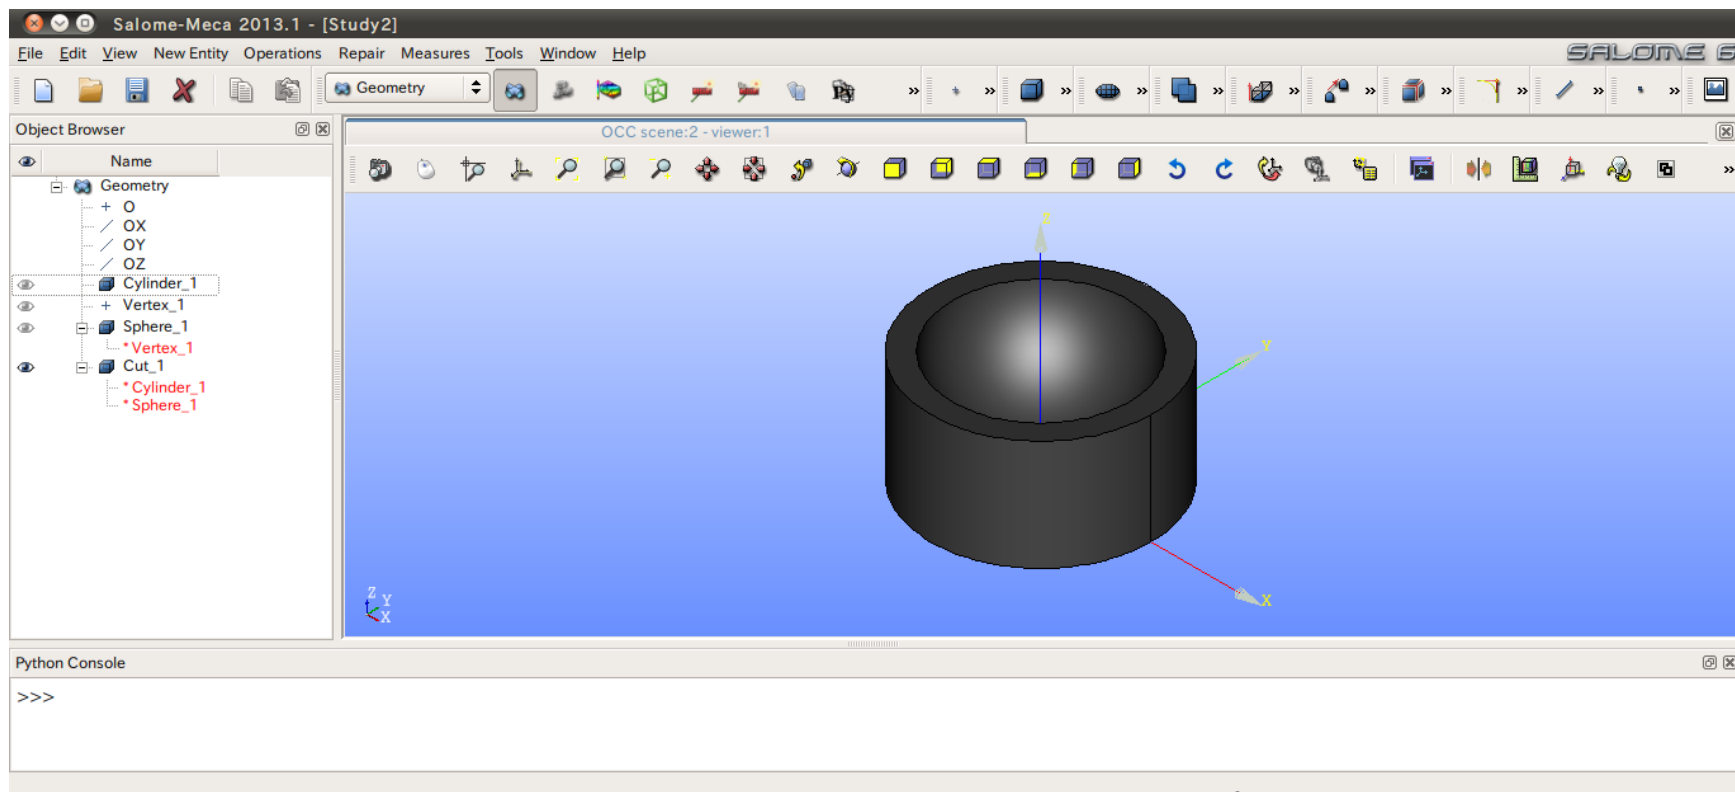 Salome-Meca 2013.1 - [Study2]
File Edit View New Entity Operations Repair Measures Tools Window Help
SALOME 6
Geometry
Object Browser
OCC scene:2 - viewer:1
Name
Geometry
O
OX
OY
OZ
Cylinder_1
Vertex_1
Sphere_1
* Vertex_1
Cut_1
* Cylinder_1
* Sphere_1
Z
Y
X
Z
Y
X
Python Console
>>>